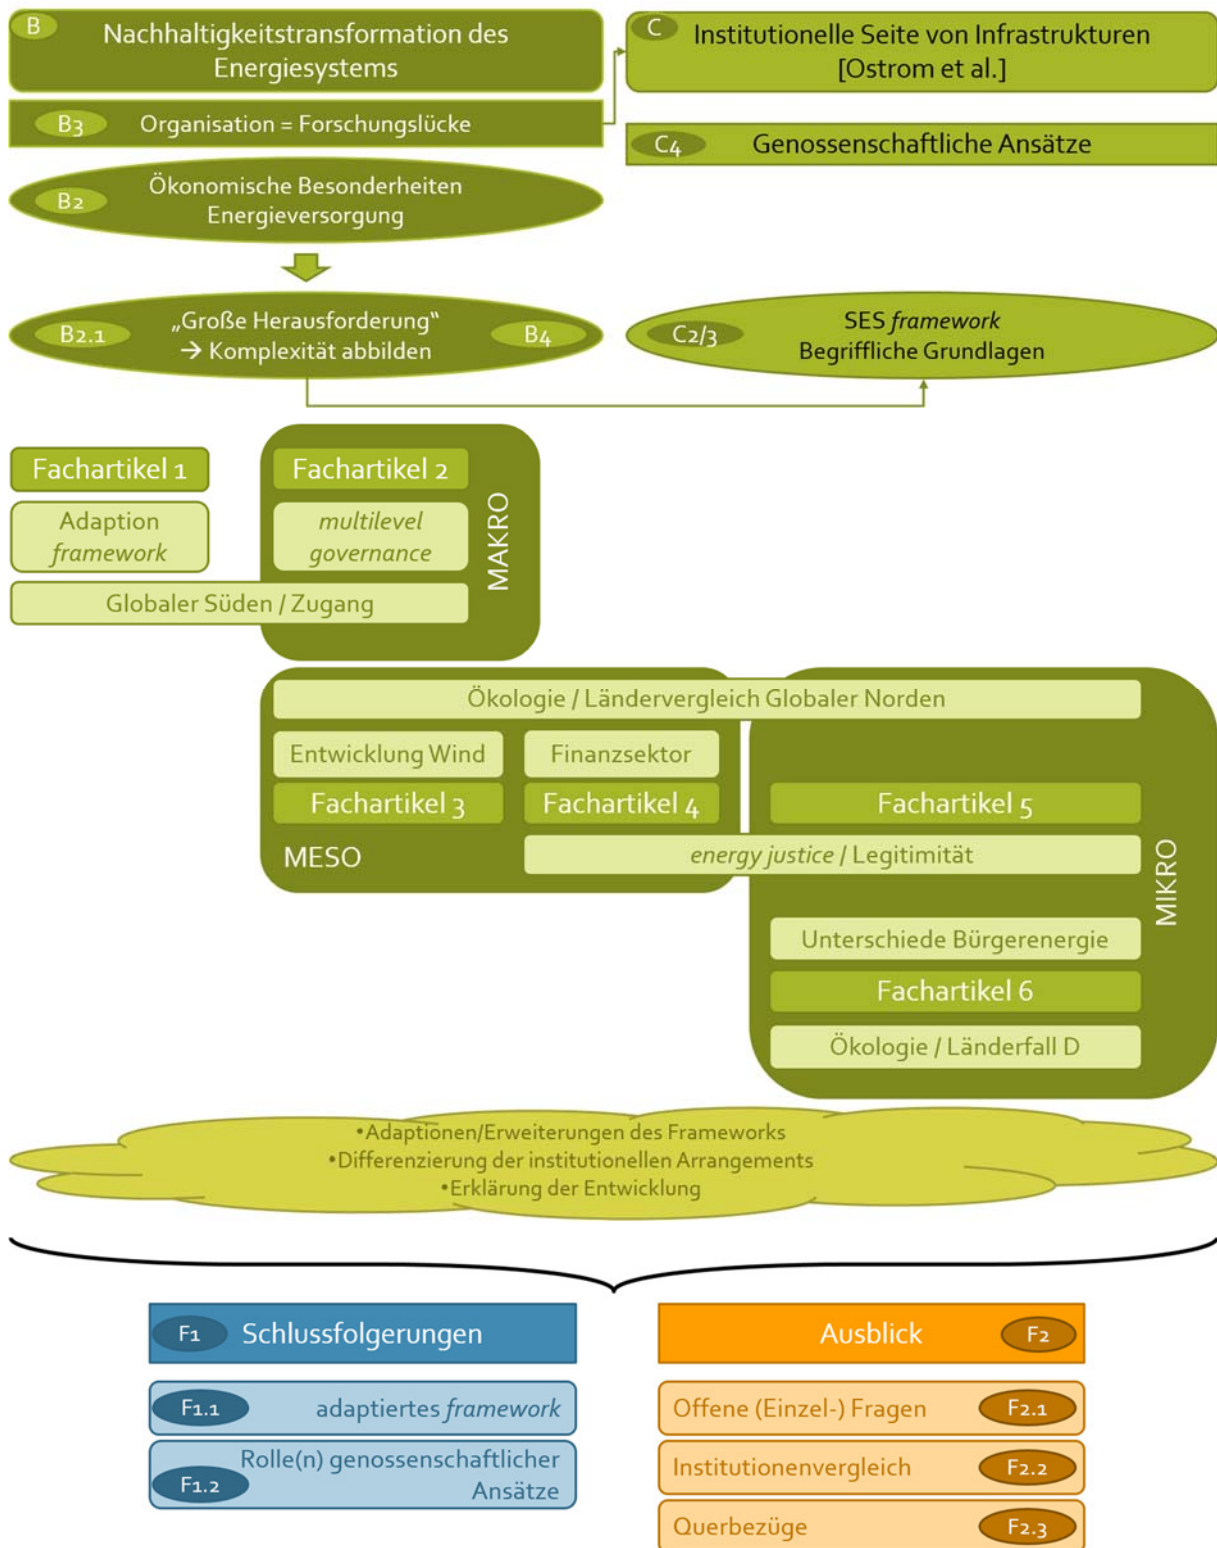 B
Nachhaltigkeitstransformation des
Energiesystems
C
Institutionelle Seite von Infrastrukturen
[Ostrom et al.]
B3
Organisation = Forschungslücke
C4
Genossenschaftliche Ansätze
B2
Ökonomische Besonderheiten
Energieversorgung
B2.1
„Große Herausforderung“
→ Komplexität abbilden
B4
C2/3
SES framework
Begriffliche Grundlagen
Fachartikel 1
Adaption
framework
Fachartikel 2
multilevel
governance
MAKRO
Globaler Süden / Zugang
Ökologie / Ländervergleich Globaler Norden
Entwicklung Wind
Finanzsektor
Fachartikel 3
Fachartikel 4
Fachartikel 5
MESO
energy justice / Legitimität
MIKRO
Unterschiede Bürgerenergie
Fachartikel 6
Ökologie / Länderfall D
•Adaptionen/Erweiterungen des Frameworks
•Differenzierung der institutionellen Arrangements
•Erklärung der Entwicklung
F1
Schlussfolgerungen
Ausblick
F2
F1.1
adaptiertes framework
F1.2
Rolle(n) genossenschaftlicher
Ansätze
Offene (Einzel-) Fragen
F2.1
Institutionenvergleich
F2.2
Querbezüge
F2.3